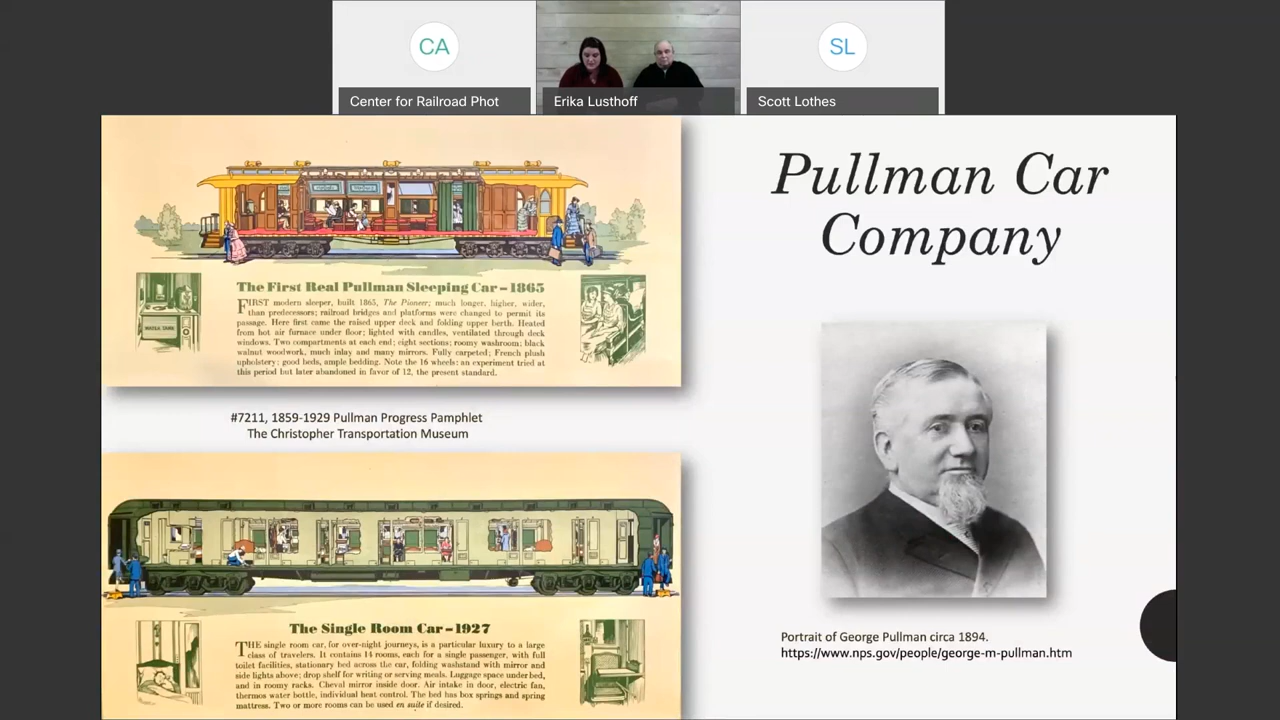 CA
Center for Railroad Phot
Erika Lusthoff
SL
Scott Lothes
Pullman Car
Company
The First Real Pullman Sleeping Car–1865
FIRST modern sleeper, built 1865, The Pioneer; much longer, higher, wider,
than predecessors; railroad bridges and platforms were changed to permit its
passage. Here first came the raised upper deck and folding upper berth. Heated
from hot air furnace under floor; lighted with candles, ventilated through deck
windows. Two compartments at each end; eight sections; roomy washroom; black
walnut woodwork, much inlay and many mirrors. Fully carpeted; French plush
upholstery; good beds, ample bedding. Note the 16 wheels: an experiment tried at
this period but later abandoned in favor of 12, the present standard.
#7211, 1859-1929 Pullman Progress Pamphlet
The Christopher Transportation Museum
The Single Room Car–1927
THE single room car, for over-night journeys, is a particular luxury to a large
class of travelers. It contains 14 rooms, each for a single passenger, with full
toilet facilities, stationary bed across the car, folding washstand with mirror and
side lights above; drop shelf for writing or serving meals. Luggage space under bed,
and in roomy racks. Cheval mirror inside door. Air intake in door, electric fan,
thermos water bottle, individual heat control. The bed has box springs and spring
mattress. Two or more rooms can be used en suite if desired.
Portrait of George Pullman circa 1894.
https://www.nps.gov/people/george-m-pullman.htm